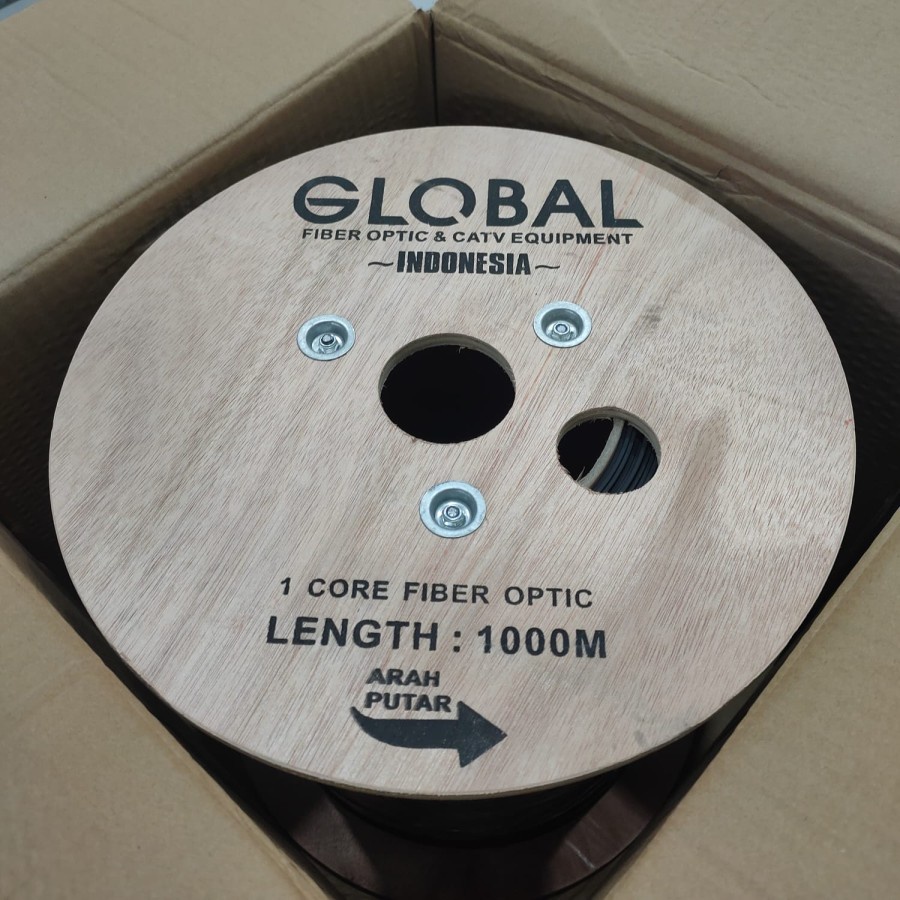 GLOBAL
FIBER OPTIC & CATV EQUIPMENT
~INDONESIA~
1 CORE FIBER OPTIC
LENGTH : 1000M
ARAH
PUTAR